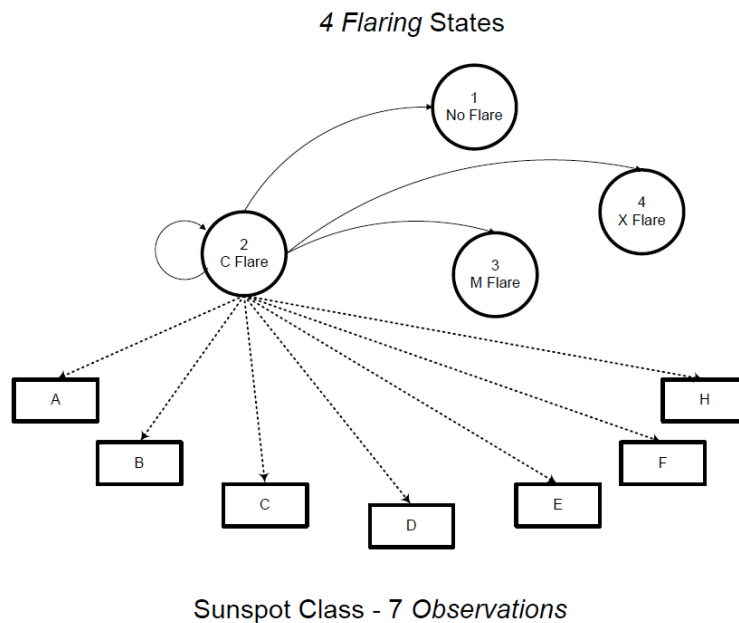 4 Flaring States
1
No Flare
4
X Flare
2
C Flare
3
M Flare
A
H
B
F
C
E
D
Sunspot Class - 7 Observations